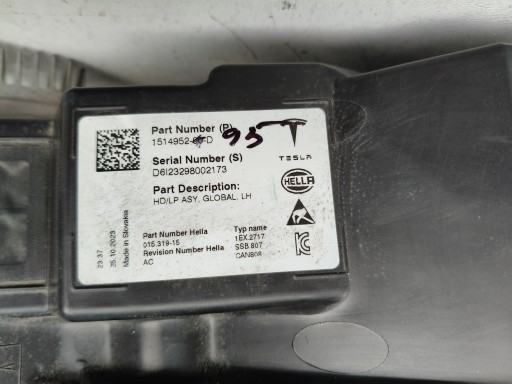 Part Number (P)
1514952- -D 95
TESLA
Serial Number (S)
D6I23298002173
HELLA
Part Description:
HD/LP ASY, GLOBAL, LH
Part Number Hella
015.319-15
Revision Number Hella
AC
Typ name
1EX.2717
SSB 807
CAN808
23:37
25.10.2023
Made in Slovakia